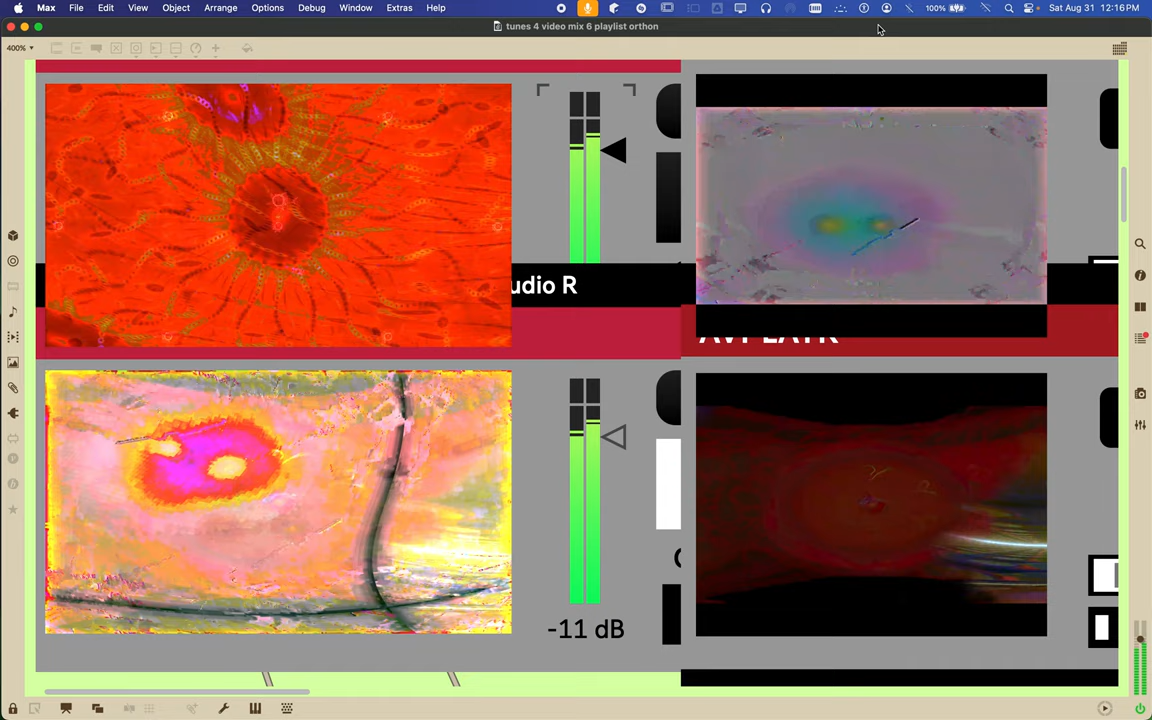 Max File Edit View Object Arrange Options Debug Window Extras Help
100% Sat Aug 31 12:16 PM
tunes 4 video mix 6 playlist orthon
400%
udio R
-11 dB